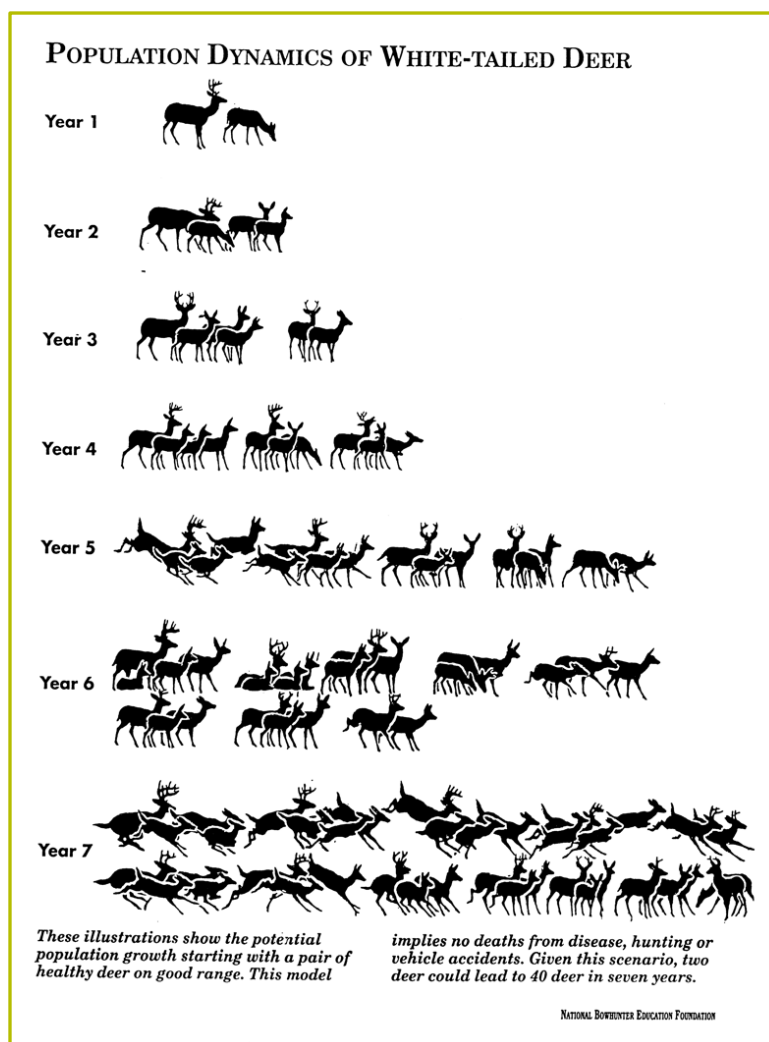 POPULATION DYNAMICS OF WHITE-TAILED DEER
Year 1
Year 2
Year 3
Year 4
Year 5
Year 6
Year 7
These illustrations show the potential
population growth starting with a pair of
healthy deer on good range. This model
implies no deaths from disease, hunting or
vehicle accidents. Given this scenario, two
deer could lead to 40 deer in seven years.
NATIONAL BOWHUNTER EDUCATION FOUNDATION